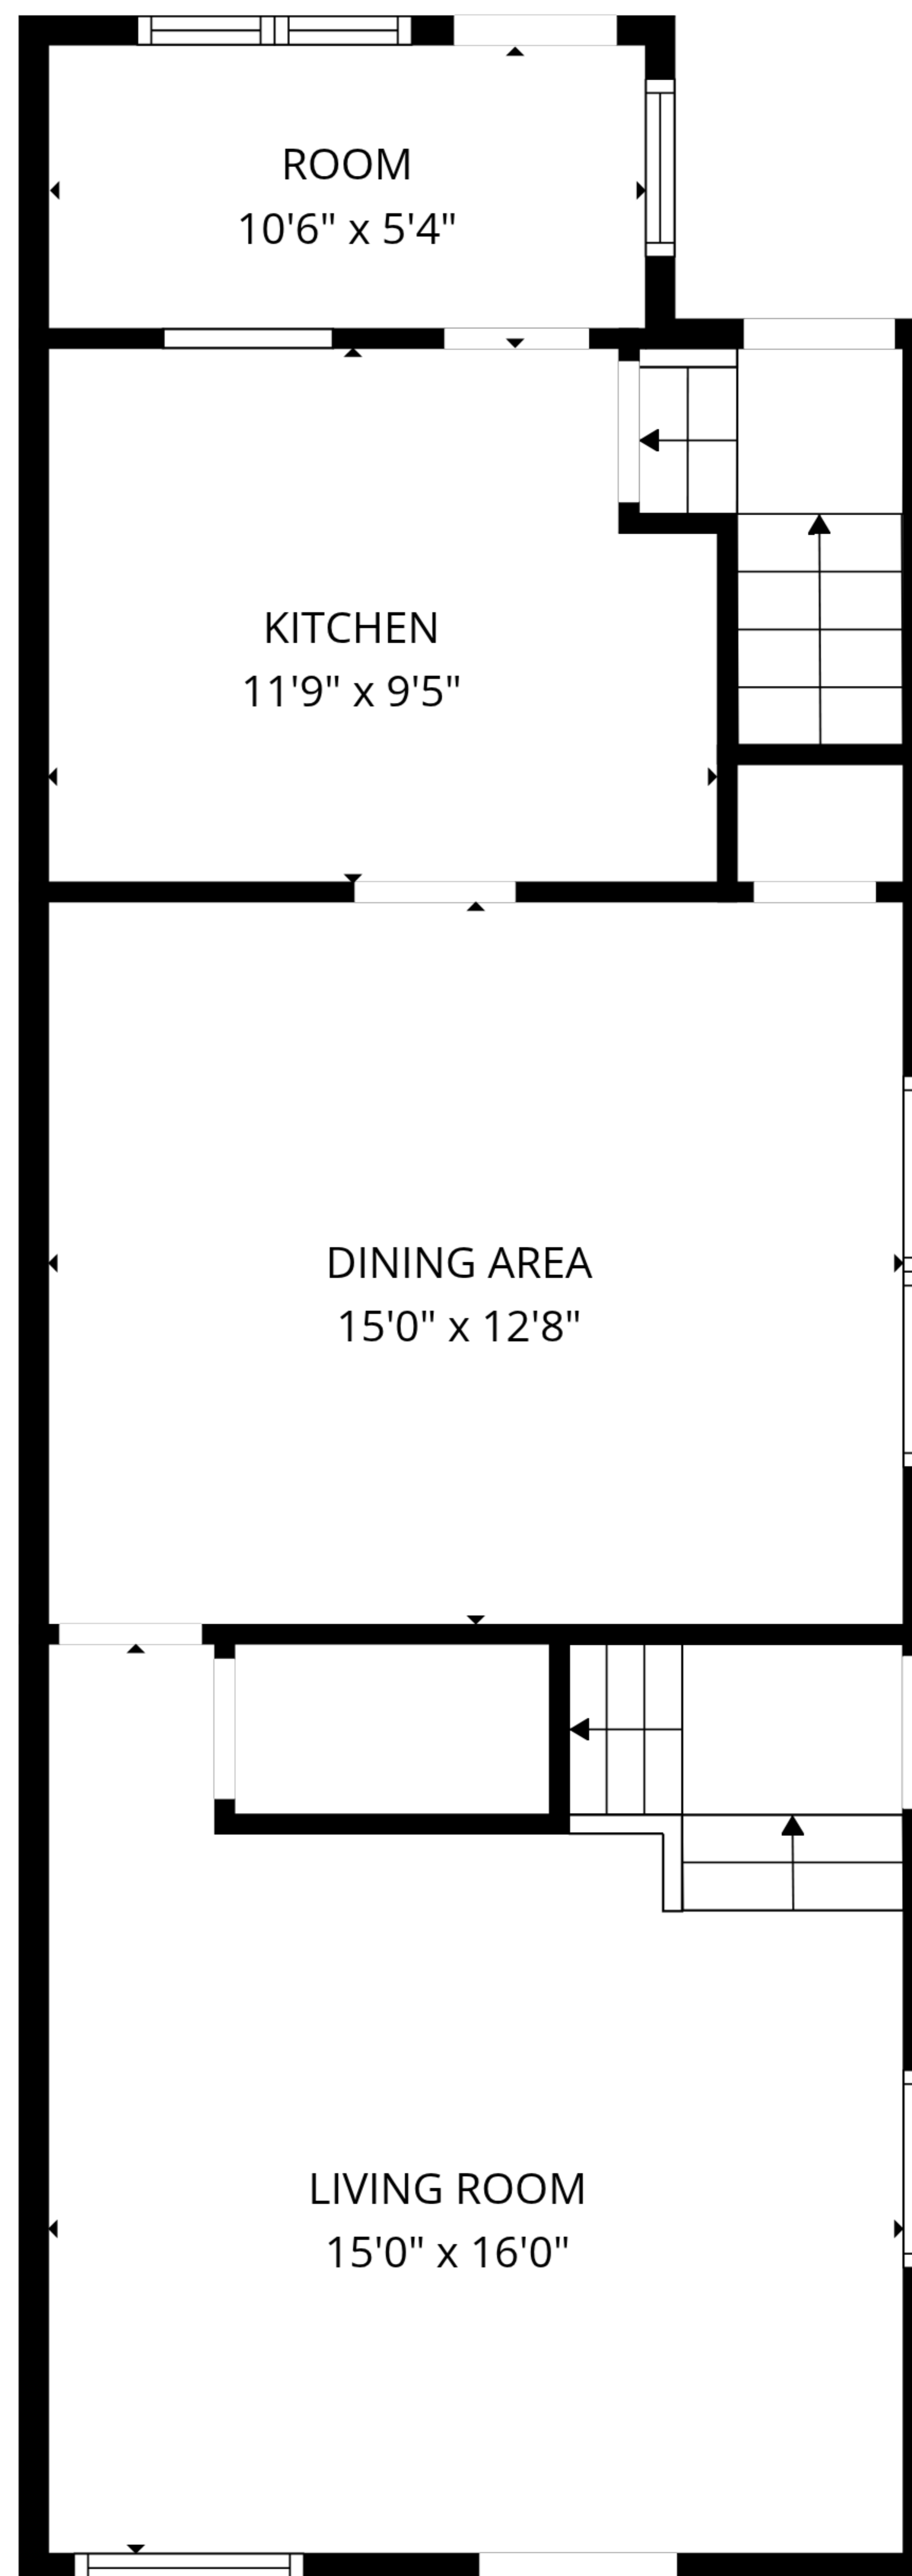 ROOM
10'6" x 5'4"
KITCHEN
11'9" x 9'5"
DINING AREA
15'0" x 12'8"
LIVING ROOM
15'0" x 16'0"